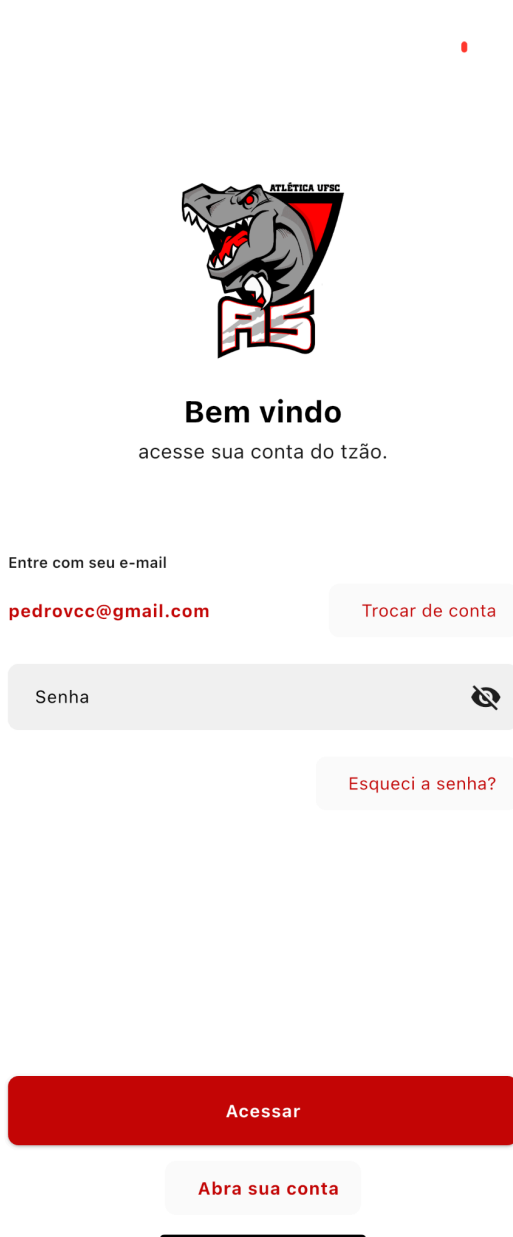 ATLÉTICA UFSC
AS
Bem vindo
acesse sua conta do tzão.
Entre com seu e-mail
pedrovcc@gmail.com
Trocar de conta
Senha
Esqueci a senha?
Acessar
Abra sua conta